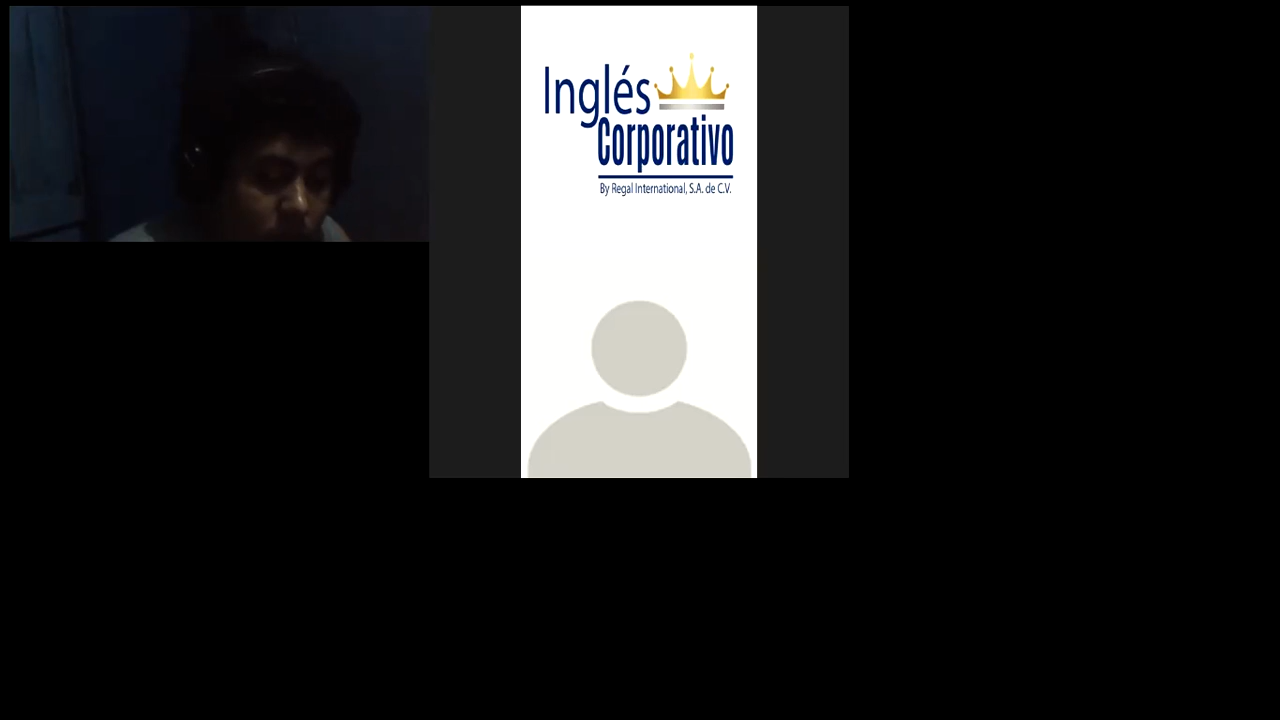 Inglés
Corporativo
By Regal International, S.A. de C.V.